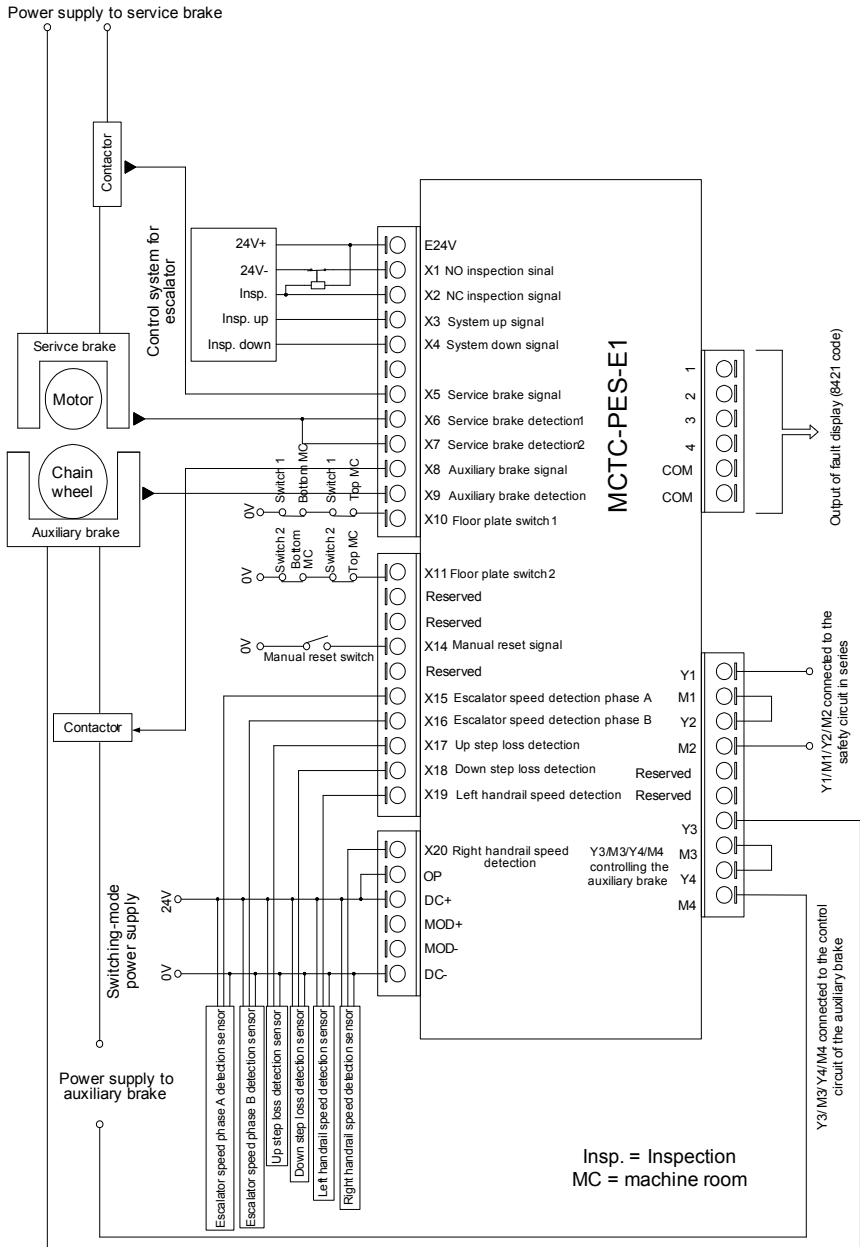 Power supply to service brake
Contactor
Control system for
escalator
24V+
24V-
Insp.
Insp. up
Insp. down
Serivce brake
Motor
Chain
wheel
Auxiliary brake
E24V
X1 NO inspection sinal
X2 NC inspection signal
X3 System up signal
X4 System down signal
X5 Service brake signal
X6 Service brake detection1
X7 Service brake detection2
X8 Auxiliary brake signal
X9 Auxiliary brake detection
X10 Floor plate switch1
0V
Switch 1
Bottom MC
Switch 1
Top MC
0V
Switch 2
Bottom
MC
Switch 2
Top MC
X11 Floor plate switch2
Reserved
Reserved
X14 Manual reset signal
0V
Manual reset switch
Reserved
X15 Escalator speed detection phase A
X16 Escalator speed detection phase B
X17 Up step loss detection
X18 Down step loss detection
X19 Left handrail speed detection
X20 Right handrail speed
detection
OP
DC+
MOD+
MOD-
DC-
MCTC-PES-E1
1
2
3
4
COM
COM
Output of fault display (8421 code)
Y1
M1
Y2
M2
Reserved
Reserved
Y3
M3
Y4
M4
Y1/M1/Y2/M2 connected to the
safety circuit in series
Y3/M3/Y4/M4
controlling the
auxiliary brake
Y3/M3/Y4/M4 connected to the control
circuit of the auxiliary brake
Contactor
Switching-mode
power supply
24V
0V
Power supply to
auxiliary brake
Escalator speed phase A detection sensor
Escalator speed phase B detection sensor
Up step loss detection sensor
Down step loss detection sensor
Left handrail speed detection sensor
Right handrail speed detection sensor
Insp. = Inspection
MC = machine room